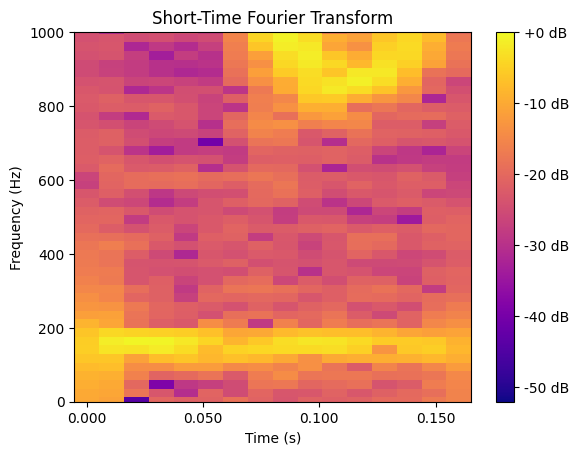 Short-Time Fourier Transform
1000
800
600
400
200
0
Frequency (Hz)
0.000
0.050
0.100
0.150
Time (s)
+0 dB
-10 dB
-20 dB
-30 dB
-40 dB
-50 dB